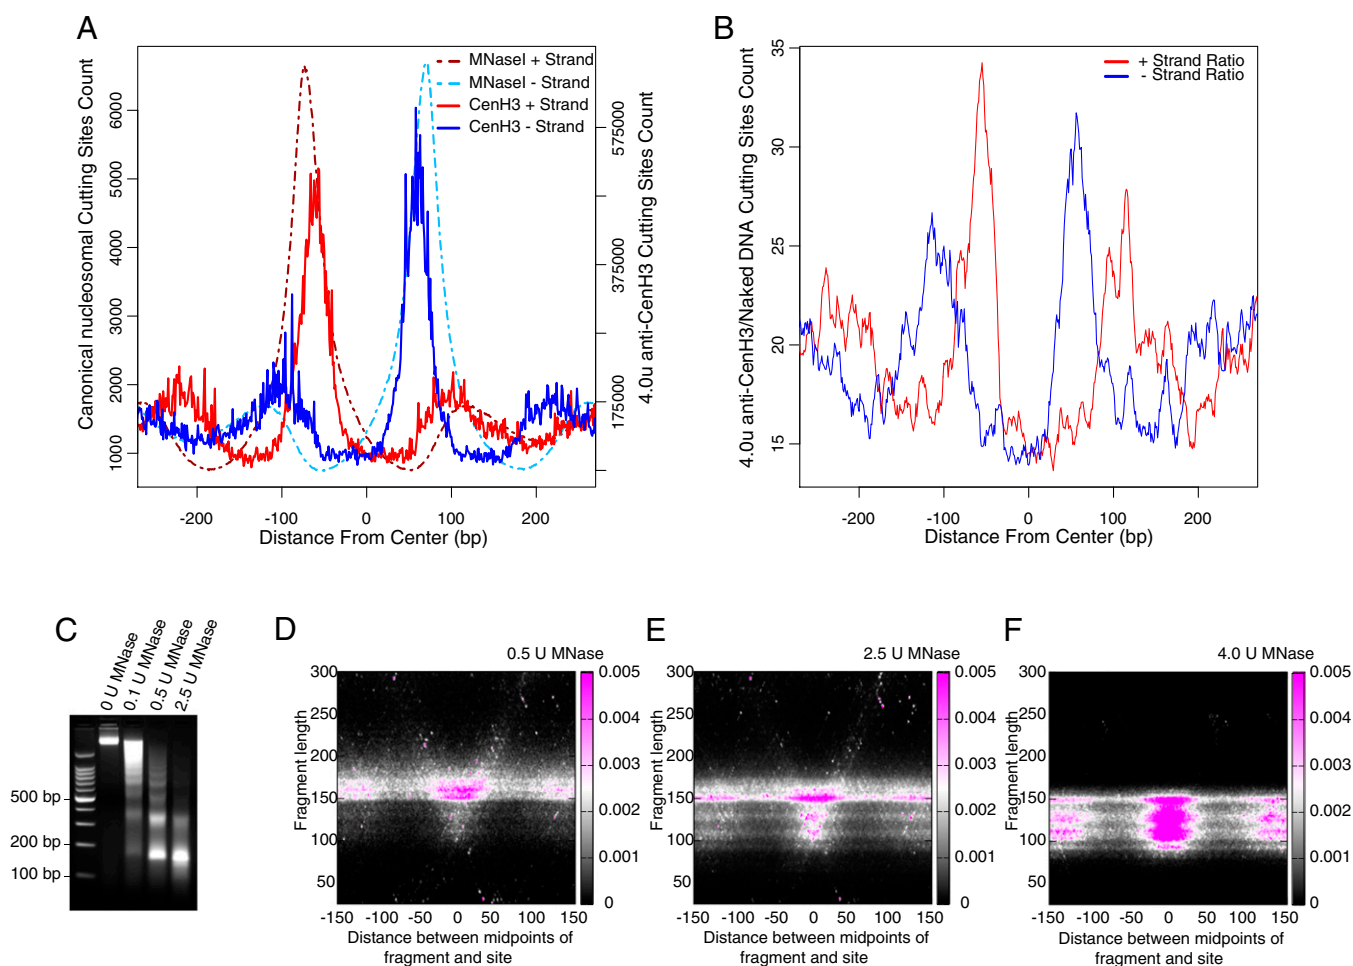 A
B
Canonical nucleosomal Cutting Sites Count
6000
5000
4000
3000
2000
1000
MNaseI + Strand
MNaseI - Strand
CenH3 + Strand
CenH3 - Strand
575000
375000
175000
4.0u anti-CenH3 Cutting Sites Count
-200 -100 0 100 200
Distance From Center (bp)
4.0u anti-CenH3/Naked DNA Cutting Sites Count
35
30
25
20
15
+ Strand Ratio
- Strand Ratio
-200 -100 0 100 200
Distance From Center (bp)
C
0 U MNase
0.1 U MNase
0.5 U MNase
2.5 U MNase
500 bp
200 bp
100 bp
D
0.5 U MNase
Fragment length
300
250
200
150
100
50
0.005
0.004
0.003
0.002
0.001
0
-150 -100 -50 0 50 100 150
Distance between midpoints of
fragment and site
E
2.5 U MNase
Fragment length
300
250
200
150
100
50
0.005
0.004
0.003
0.002
0.001
0
-150 -100 -50 0 50 100 150
Distance between midpoints of
fragment and site
F
4.0 U MNase
Fragment length
300
250
200
150
100
50
0.005
0.004
0.003
0.002
0.001
0
-150 -100 -50 0 50 100 150
Distance between midpoints of
fragment and site